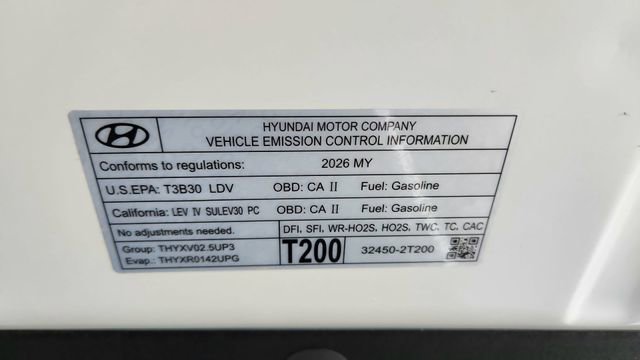 HYUNDAI MOTOR COMPANY
VEHICLE EMISSION CONTROL INFORMATION
Conforms to regulations: 2026 MY
U.S.EPA: T3B30 LDV OBD: CA II Fuel: Gasoline
California: LEV IV SULEV30 PC OBD: CA II Fuel: Gasoline
No adjustments needed. DFI, SFI, WR-HO2S, HO2S, TWC, TC, CAC
Group: THYXV02.5UP3
Evap.: THYXR0142UPG
T200 32450-2T200